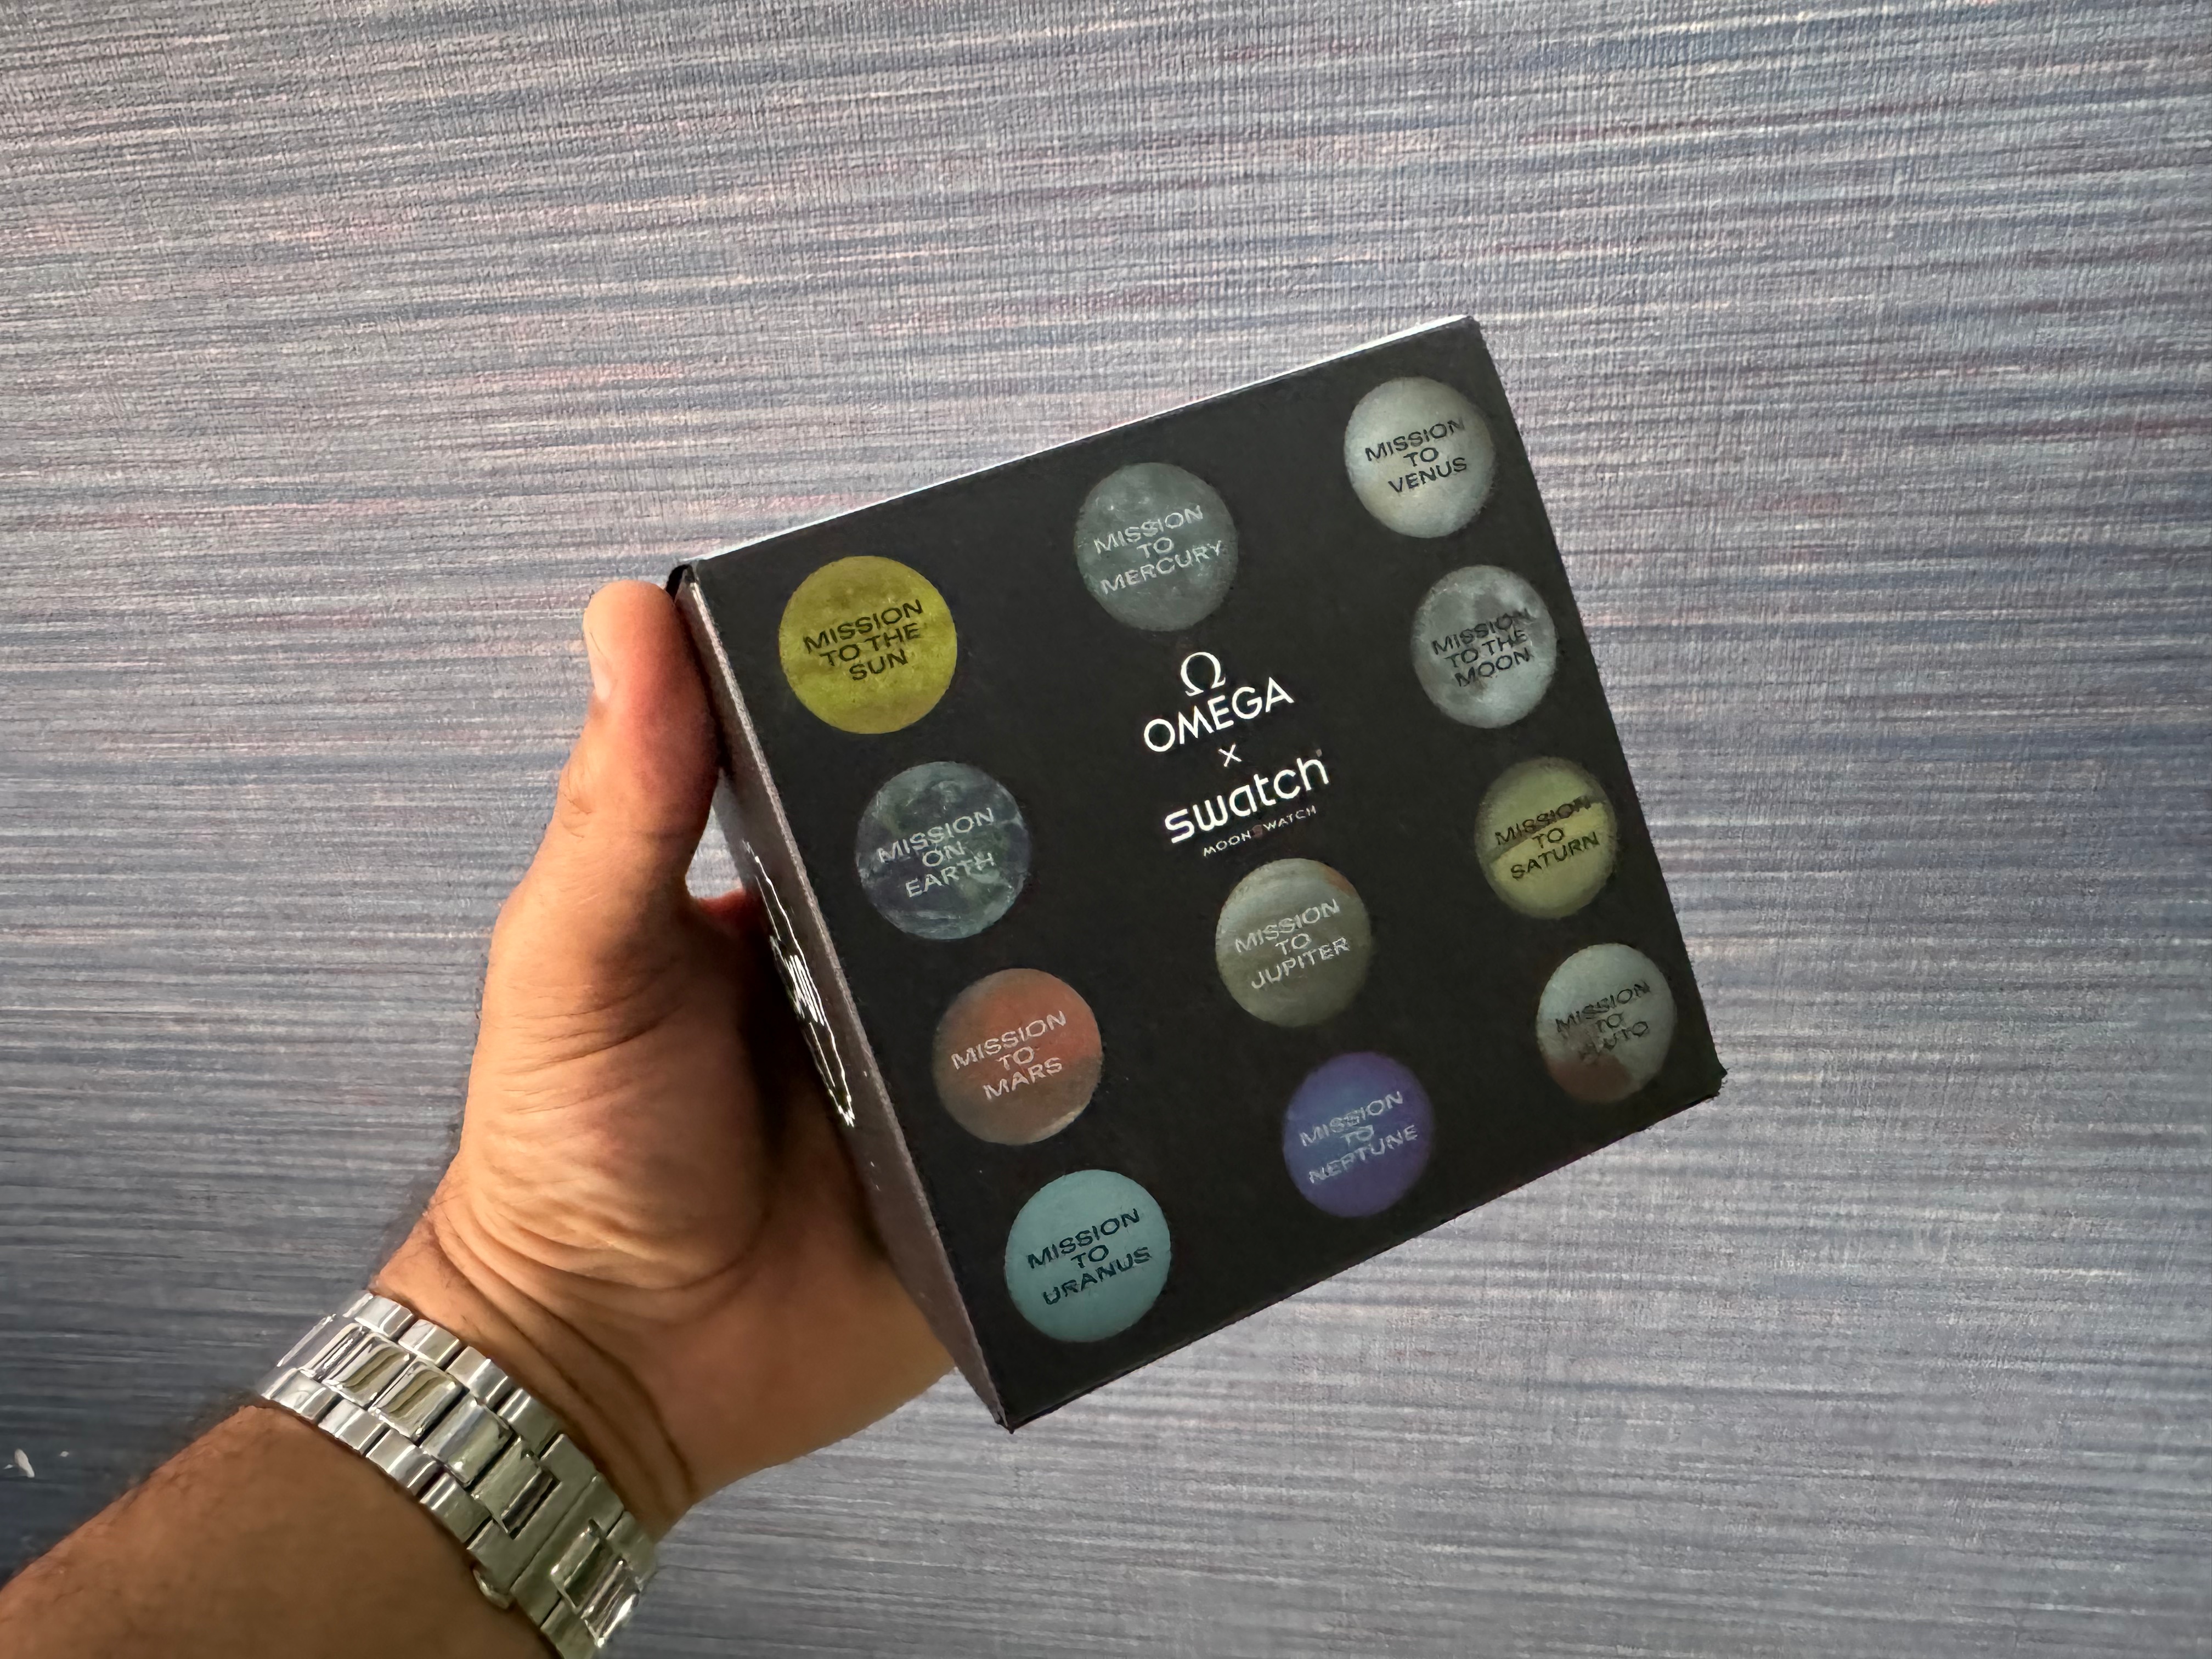 MISSION
TO THE
SUN
MISSION
TO
MERCURY
MISSION
TO
VENUS
MISSION
ON
EARTH
Ω
OMEGA
×
swatch
MOONSWATCH
MISSION
TO THE
MOON
MISSION
TO
MARS
MISSION
TO
JUPITER
MISSION
TO
SATURN
MISSION
TO
URANUS
MISSION
TO
NEPTUNE
MISSION
TO
PLUTO